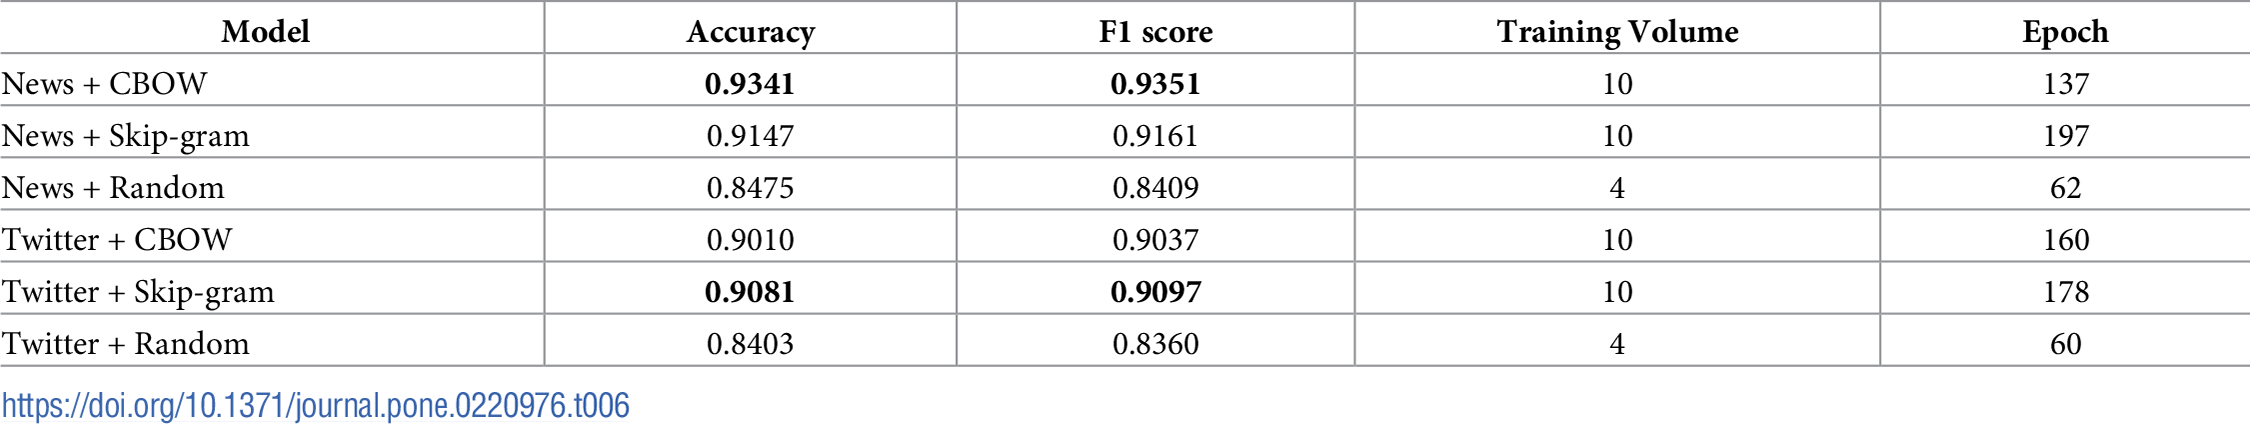 Model Accuracy F1 score Training Volume Epoch
News + CBOW 0.9341 0.9351 10 137
News + Skip-gram 0.9147 0.9161 10 197
News + Random 0.8475 0.8409 4 62
Twitter + CBOW 0.9010 0.9037 10 160
Twitter + Skip-gram 0.9081 0.9097 10 178
Twitter + Random 0.8403 0.8360 4 60
https://doi.org/10.1371/journal.pone.0220976.t006